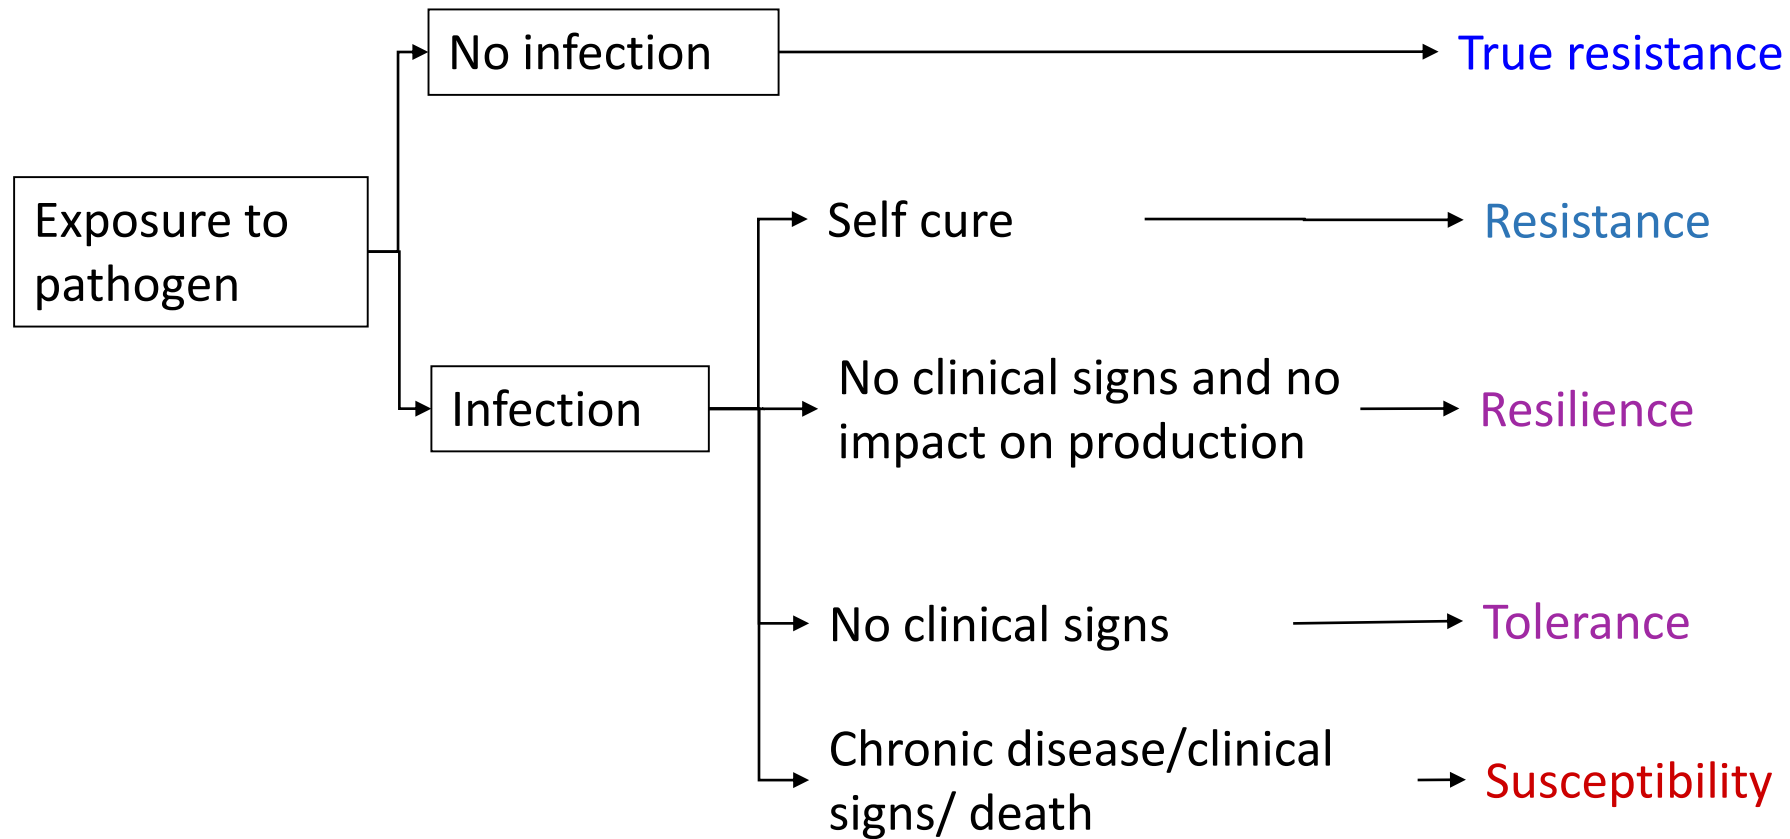 No infection
True resistance
Exposure to
pathogen
Self cure
Resistance
Infection
No clinical signs and no
impact on production
Resilience
No clinical signs
Tolerance
Chronic disease/clinical
signs/ death
Susceptibility